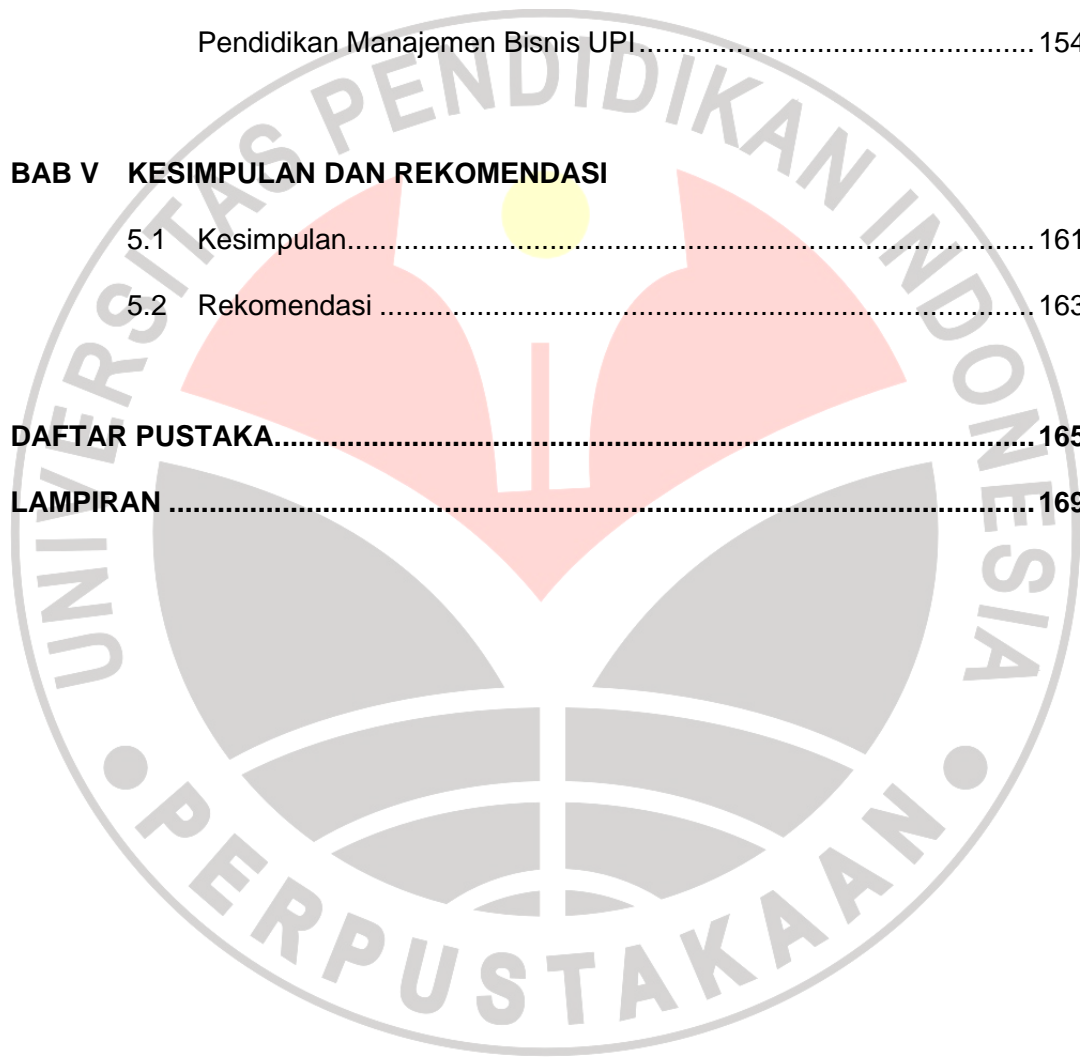 Pendidikan Manajemen Bisnis UPI ................................................. 154
BAB V KESIMPULAN DAN REKOMENDASI
5.1 Kesimpulan..................................................................................... 161
5.2 Rekomendasi ................................................................................. 163
DAFTAR PUSTAKA.............................................................................................. 165
LAMPIRAN ........................................................................................................... 169
UNIVERSITAS PENDIDIKAN INDONESIA
• PERPUSTAKAAN •